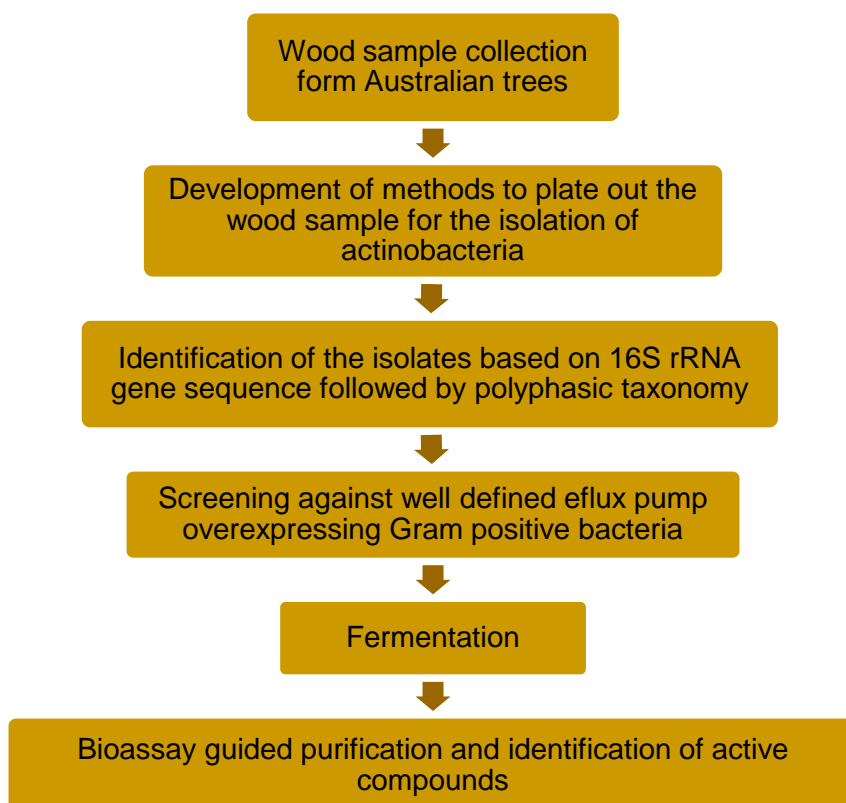 Wood sample collection
form Australian trees
Development of methods to plate out the
wood sample for the isolation of
actinobacteria
Identification of the isolates based on 16S rRNA
gene sequence followed by polyphasic taxonomy
Screening against well defined eflux pump
overexpressing Gram positive bacteria
Fermentation
Bioassay guided purification and identification of active
compounds